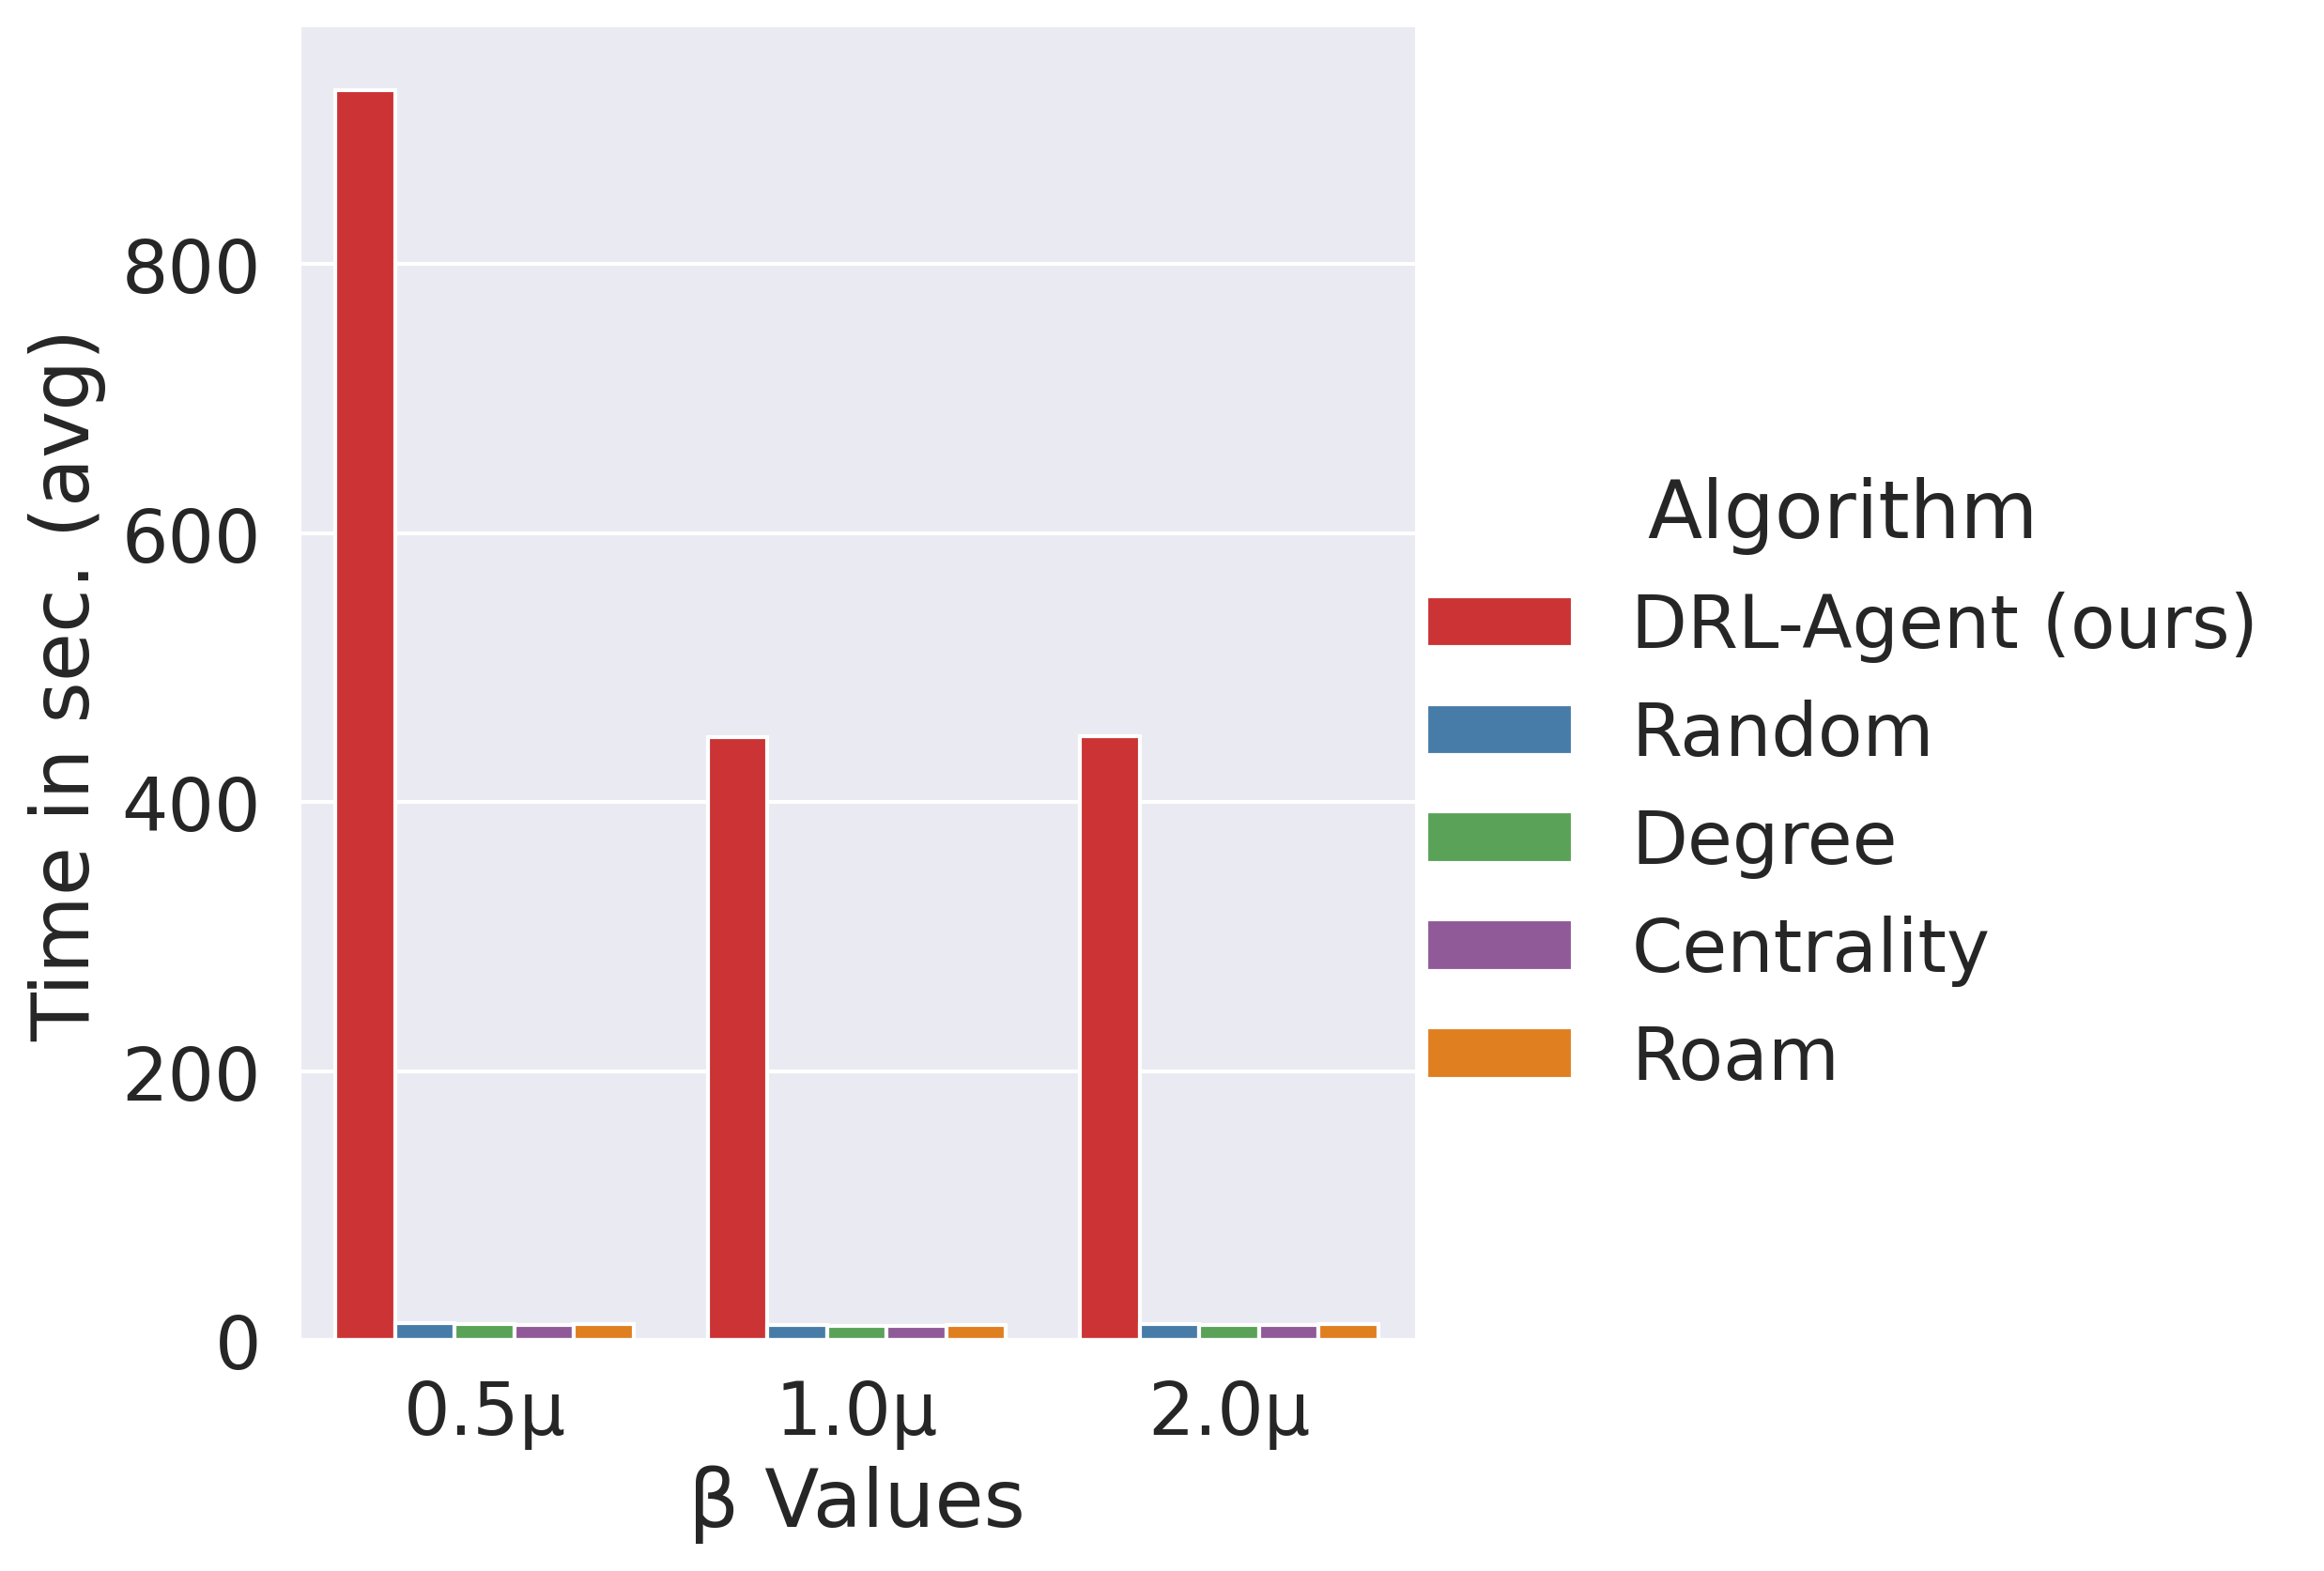 Time in sec. (avg)
800
600
400
200
0
0.5μ
1.0μ
2.0μ
β Values
Algorithm
DRL-Agent (ours)
Random
Degree
Centrality
Roam